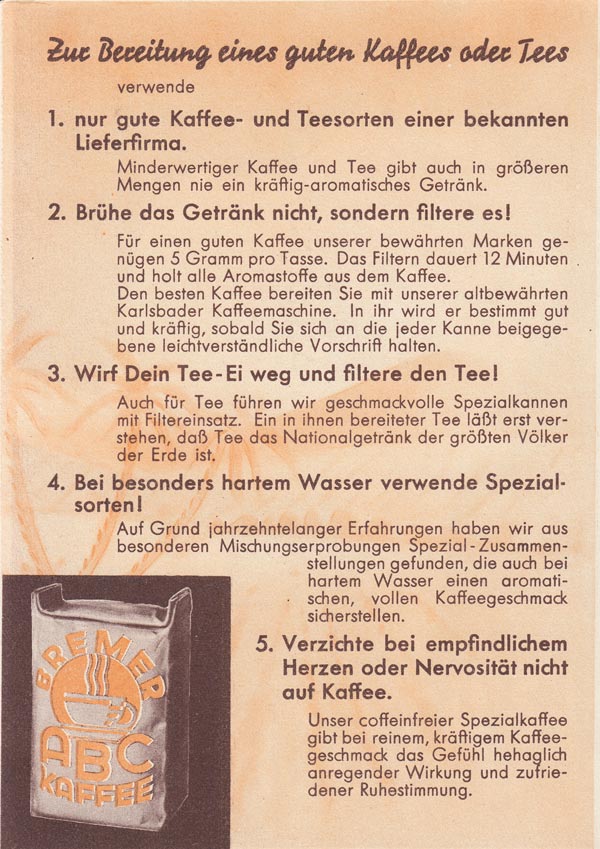 Zur Bereitung eines guten Kaffees oder Tees
verwende
1. nur gute Kaffee- und Teesorten einer bekannten
Lieferfirma.
Minderwertiger Kaffee und Tee gibt auch in größeren
Mengen nie ein kräftig-aromatisches Getränk.
2. Brühe das Getränk nicht, sondern filtere es!
Für einen guten Kaffee unserer bewährten Marken ge-
nügen 5 Gramm pro Tasse. Das Filtern dauert 12 Minuten
und holt alle Aromastoffe aus dem Kaffee.
Den besten Kaffee bereiten Sie mit unserer altbewährten
Karlsbader Kaffeemaschine. In ihr wird er bestimmt gut
und kräftig, sobald Sie sich an die jeder Kanne beigege-
bene leichtverständliche Vorschrift halten.
3. Wirf Dein Tee-Ei weg und filtere den Tee!
Auch für Tee führen wir geschmackvolle Spezialkannen
mit Filtereinsatz. Ein in ihnen bereiteter Tee läßt erst ver-
stehen, daß Tee das Nationalgetränk der größten Völker
der Erde ist.
4. Bei besonders hartem Wasser verwende Spezial-
sorten!
Auf Grund jahrzehntelanger Erfahrungen haben wir aus
besonderen Mischungserprobungen Spezial-Zusammen-
stellungen gefunden, die auch bei
hartem Wasser einen aromati-
schen, vollen Kaffeegeschmack
sicherstellen.
5. Verzichte bei empfindlichem
Herzen oder Nervosität nicht
auf Kaffee.
Unser coffeinfreier Spezialkaffee
gibt bei reinem, kräftigem Kaffee-
geschmack das Gefühl hehaglich
anregender Wirkung und zufrie-
dener Ruhestimmung.
BREMER
ABC
KAFFEE